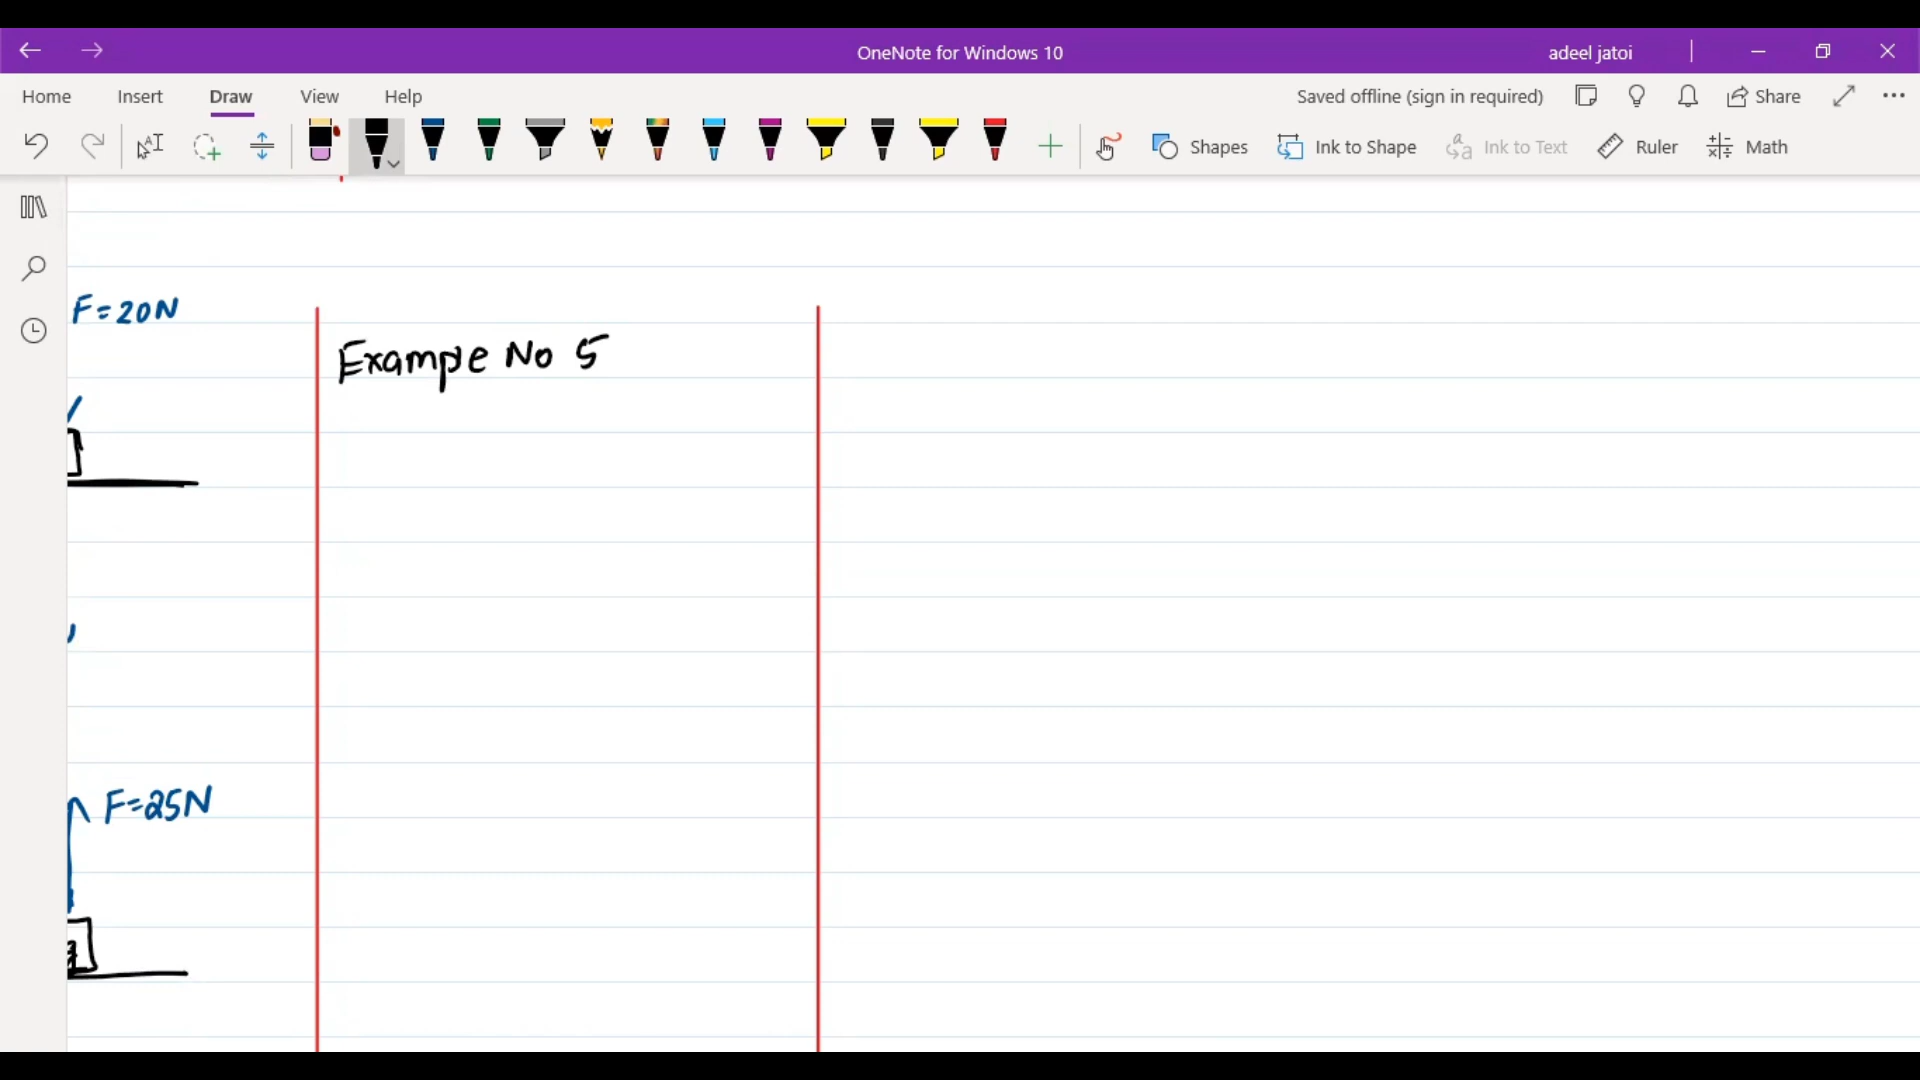 OneNote for Windows 10
adeel jatoi
Home Insert Draw View Help
Saved offline (sign in required)
Share
Shapes
Ink to Shape
Ink to Text
Ruler
Math
F=20N
Exampe No 5
F=25N